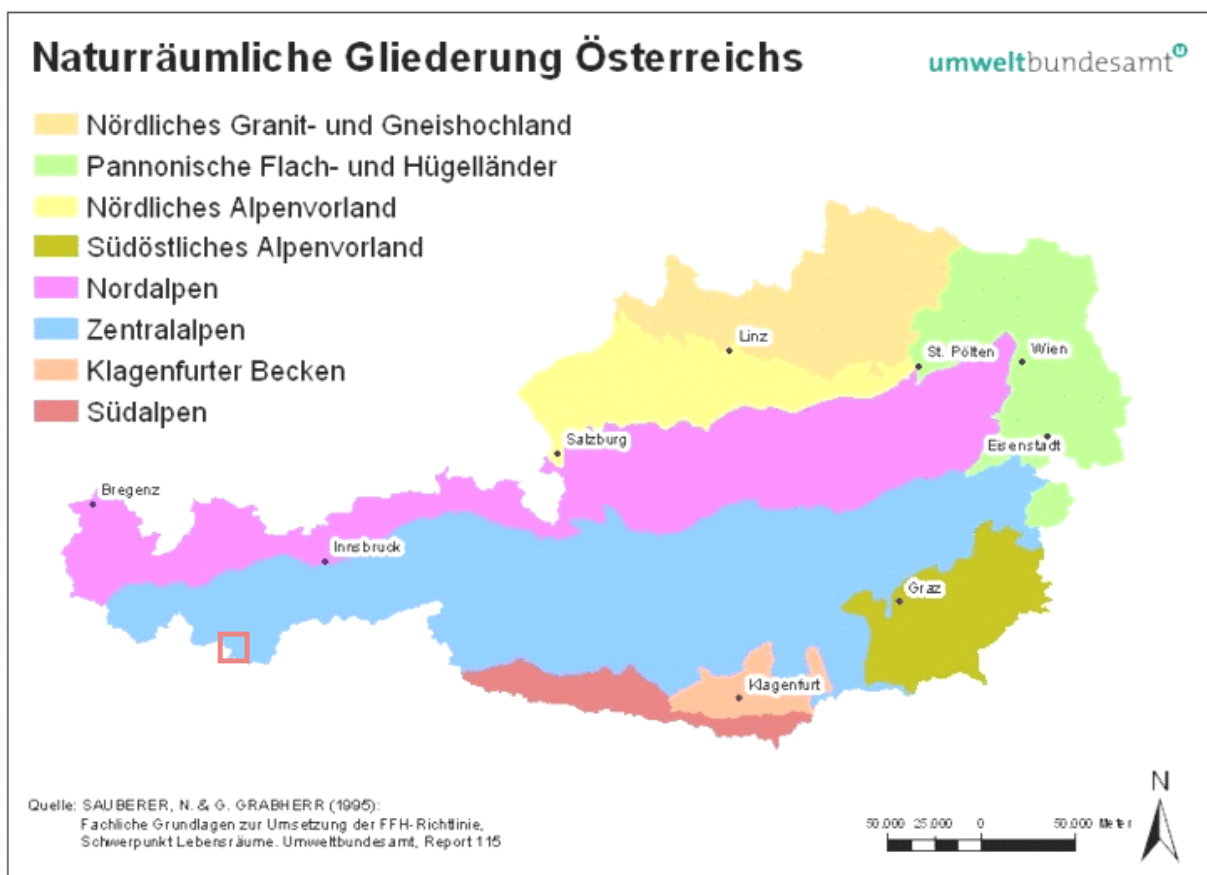 Naturräumliche Gliederung Österreichs
umweltbundesamt u
Nördliches Granit- und Gneishochland
Pannonische Flach- und Hügelländer
Nördliches Alpenvorland
Südöstliches Alpenvorland
Nordalpen
Zentralalpen
Klagenfurter Becken
Südalpen
Linz
St. Pölten
Wien
Salzburg
Eisenstadt
Bregenz
Innsbruck
Graz
Klagenfurt
Quelle: SAUBERER, N. & G. GRABHERR (1995):
Fachliche Grundlagen zur Umsetzung der FFH-Richtlinie,
Schwerpunkt Lebensräume. Umweltbundesamt, Report 115
50.000 25.000 0 50.000 Meter
N